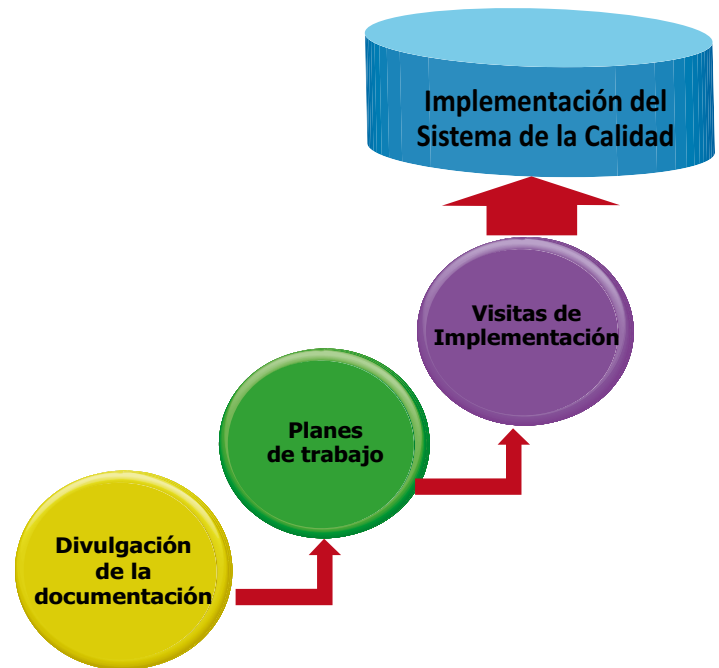 Implementación del
Sistema de la Calidad
Visitas de
Implementación
Planes
de trabajo
Divulgación
de la
documentación